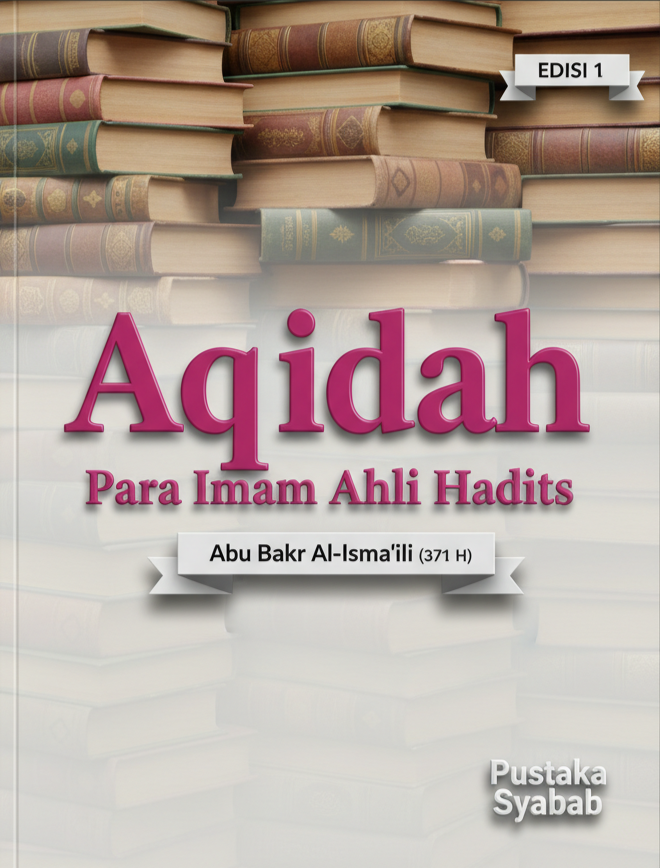 EDISI 1
Aqidah
Para Imam Ahli Hadits
Abu Bakr Al-Isma'ili (371 H)
Pustaka
Syabab